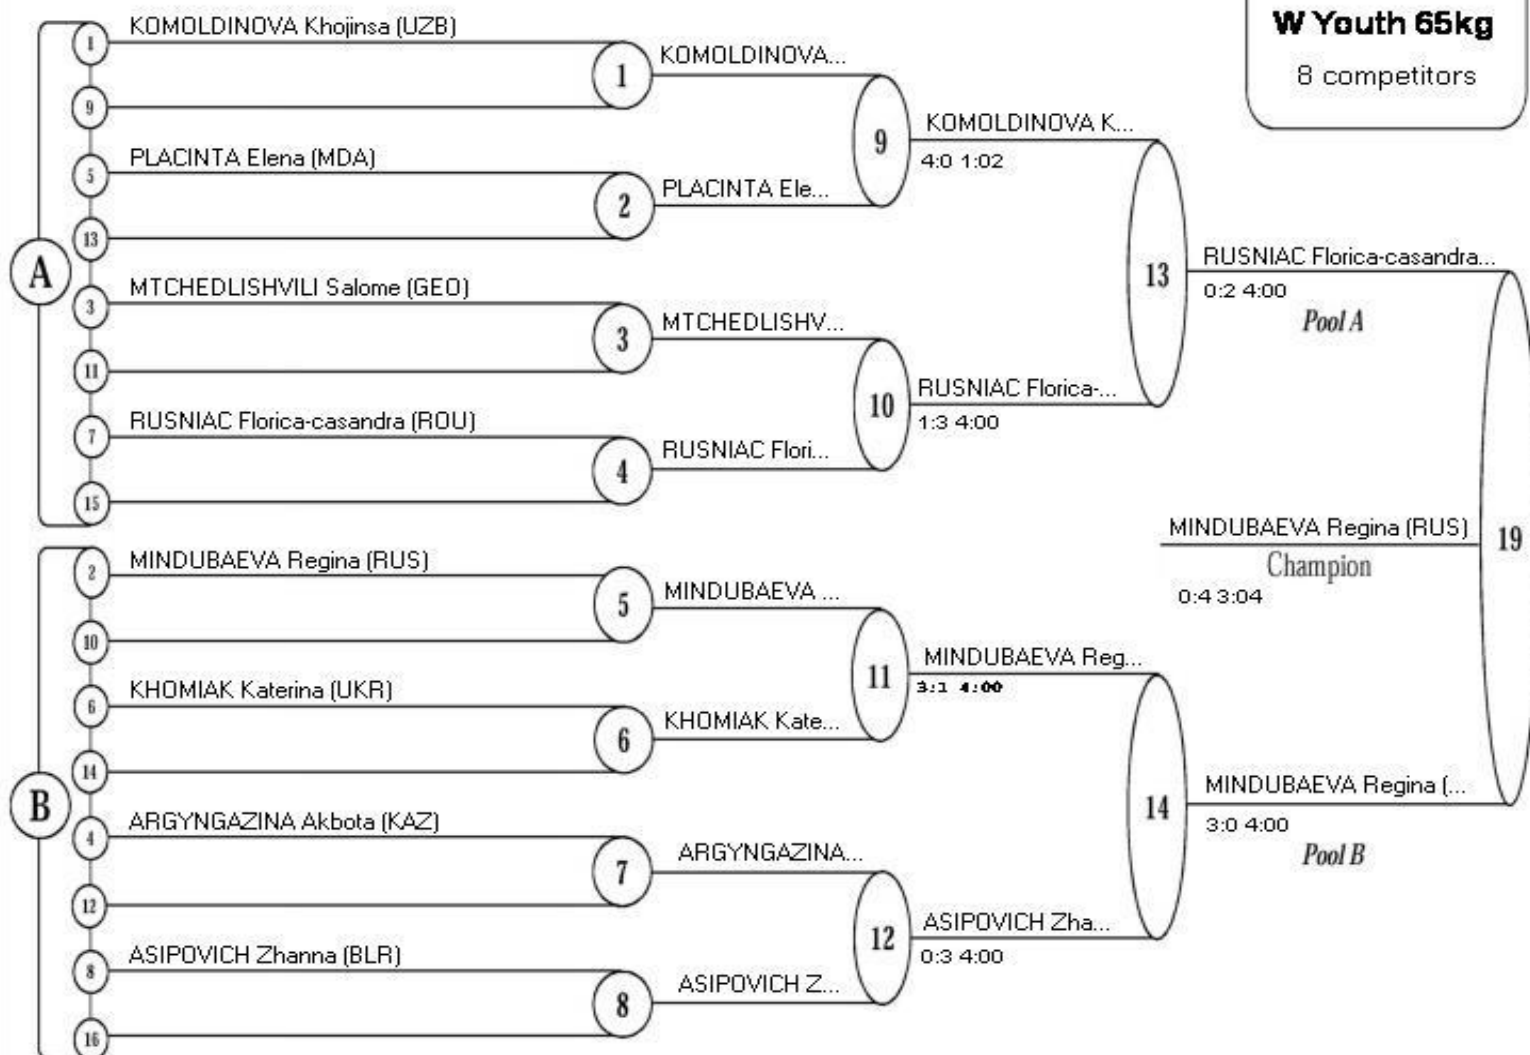 W Youth 65kg
8 competitors
A
1
KOMOLDINOVA Khojinsa (UZB)
9
1
KOMOLDINOVA...
5
PLACINTA Elena (MDA)
13
2
PLACINTA Ele...
9
KOMOLDINOVA K...
4:0 1:02
3
MTCHEDLISHVILI Salome (GEO)
11
3
MTCHEDLISHV...
7
RUSNIAC Florica-casandra (ROU)
15
4
RUSNIAC Flori...
10
RUSNIAC Florica-...
1:3 4:00
13
RUSNIAC Florica-casandra...
0:2 4:00
Pool A
B
2
MINDUBAEVA Regina (RUS)
10
5
MINDUBAEVA ...
6
KHOMIAK Katerina (UKR)
14
6
KHOMIAK Kate...
11
MINDUBAEVA Reg...
3:1 4:00
4
ARGYNGAZINA Akbota (KAZ)
12
7
ARGYNGAZINA...
8
ASIPOVICH Zhanna (BLR)
16
8
ASIPOVICH Z...
12
ASIPOVICH Zha...
0:3 4:00
14
MINDUBAEVA Regina (...
3:0 4:00
Pool B
19
MINDUBAEVA Regina (RUS)
Champion
0:4 3:04